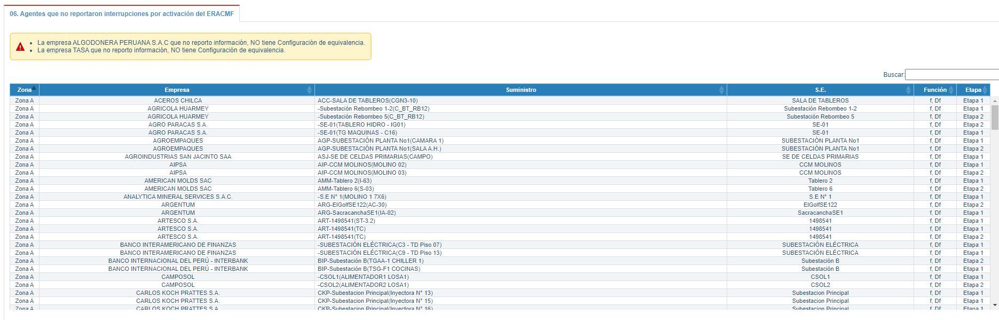 06. Agentes que no reportaron interrupciones por activación del ERACMF
La empresa ALGODONERA PERUANA S.A.C que no reporto información, NO tiene Configuración de equivalencia.
La empresa TASA que no reporto información, NO tiene Configuración de equivalencia.
Buscar:
Zona Empresa Suministro S.E. Función Etapa
Zona A ACEROS CHILCA ACC-SALA DE TABLEROS(CGN3-10) SALA DE TABLEROS f, Df Etapa 1
Zona A AGRICOLA HUARMEY -Subestación Rebombeo 1-2(C_BT_RB12) Subestación Rebombeo 1-2 f, Df Etapa 1
Zona A AGRICOLA HUARMEY -Subestación Rebombeo 5(C_BT_RB12) Subestación Rebombeo 5 f, Df Etapa 2
Zona A AGRO PARACAS S.A. -SE-01(TABLERO HIDRO - IG01) SE-01 f, Df Etapa 2
Zona A AGRO PARACAS S.A. -SE-01(TG MAQUINAS - C16) SE-01 f, Df Etapa 1
Zona A AGROEMPAQUES AGP-SUBESTACIÓN PLANTA No1(CAMARA 1) SUBESTACIÓN PLANTA No1 f, Df Etapa 1
Zona A AGROEMPAQUES AGP-SUBESTACIÓN PLANTA No1(SALA A.H.) SUBESTACIÓN PLANTA No1 f, Df Etapa 2
Zona A AGROINDUSTRIAS SAN JACINTO SAA ASJ-SE DE CELDAS PRIMARIAS(CAMPO) SE DE CELDAS PRIMARIAS f, Df Etapa 1
Zona A AIPSA AIP-CCM MOLINOS(MOLINO 02) CCM MOLINOS f, Df Etapa 1
Zona A AIPSA AIP-CCM MOLINOS(MOLINO 03) CCM MOLINOS f, Df Etapa 2
Zona A AMERICAN MOLDS SAC AMM-Tablero 2(I-63) Tablero 2 f, Df Etapa 1
Zona A AMERICAN MOLDS SAC AMM-Tablero 6(S-03) Tablero 6 f, Df Etapa 2
Zona A ANALYTICA MINERAL SERVICES S.A.C. -S.E N° 1(MOLINO 1 7X6) S.E N° 1 f, Df Etapa 1
Zona A ARGENTUM ARG-ElGolfSE122(AC-30) ElGolfSE122 f, Df Etapa 2
Zona A ARGENTUM ARG-SacracanchaSE1(IA-02) SacracanchaSE1 f, Df Etapa 1
Zona A ARTESCO S.A. ART-1498541(ST-3.2) 1498541 f, Df Etapa 1
Zona A ARTESCO S.A. ART-1498541(TC) 1498541 f, Df Etapa 1
Zona A ARTESCO S.A. ART-1498541(TC) 1498541 f, Df Etapa 2
Zona A BANCO INTERAMERICANO DE FINANZAS -SUBESTACIÓN ELÉCTRICA(C3 - TD Piso 07) SUBESTACIÓN ELÉCTRICA f, Df Etapa 1
Zona A BANCO INTERAMERICANO DE FINANZAS -SUBESTACIÓN ELÉCTRICA(C9 - TD Piso 13) SUBESTACIÓN ELÉCTRICA f, Df Etapa 1
Zona A BANCO INTERNACIONAL DEL PERÚ - INTERBANK BIP-Subestación B(TGAA-1 CHILLER 1) Subestación B f, Df Etapa 2
Zona A BANCO INTERNACIONAL DEL PERÚ - INTERBANK BIP-Subestación B(TSG-F1 COCINAS) Subestación B f, Df Etapa 1
Zona A CAMPOSOL -CSOL1(ALIMENTADOR1 LOSA1) CSOL1 f, Df Etapa 1
Zona A CAMPOSOL -CSOL2(ALIMENTADOR2 LOSA1) CSOL2 f, Df Etapa 2
Zona A CARLOS KOCH PRATTES S.A. CKP-Subestacion Principal(Inyectora N° 13) Subestacion Principal f, Df Etapa 1
Zona A CARLOS KOCH PRATTES S.A. CKP-Subestacion Principal(Inyectora N° 15) Subestacion Principal f, Df Etapa 1
Zona A CARLOS KOCH PRATTES S.A. CKP-Subestacion Principal(Inyectora N° 16) Subestacion Principal f, Df Etapa 1